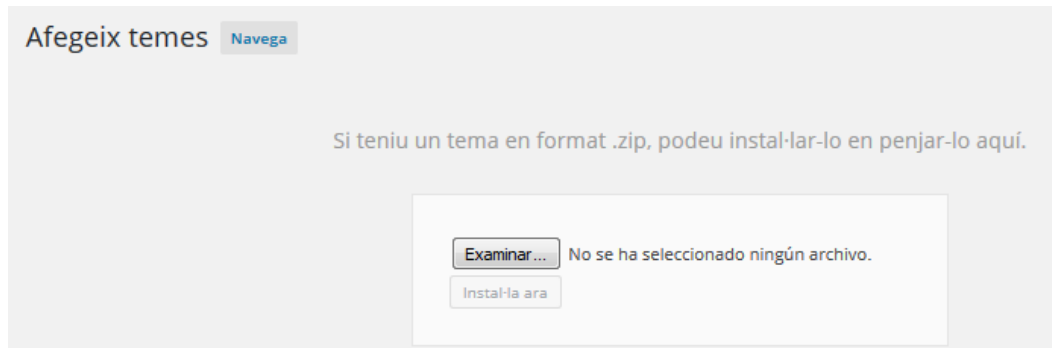 Afegeix temes Navega
Si teniu un tema en format .zip, podeu instal·lar-lo en penjar-lo aquí.
Examinar... No se ha seleccionado ningún archivo.
Instal·la ara